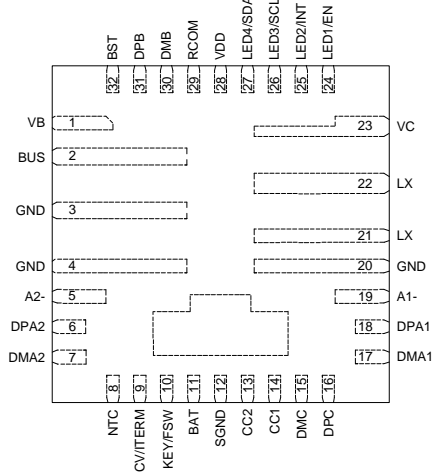 BST
DPB
DMB
RCOM
VDD
LED4/SDA
LED3/SCL
LED2/INT
LED1/EN
32
31
30
29
28
27
26
25
24
VB 1
23 VC
BUS 2
22 LX
GND 3
21 LX
GND 4
20 GND
A2- 5
19 A1-
DPA2 6
18 DPA1
DMA2 7
17 DMA1
8
9
10
11
12
13
14
15
16
NTC
CV/ITERM
KEY/FSW
BAT
SGND
CC2
CC1
DMC
DPC